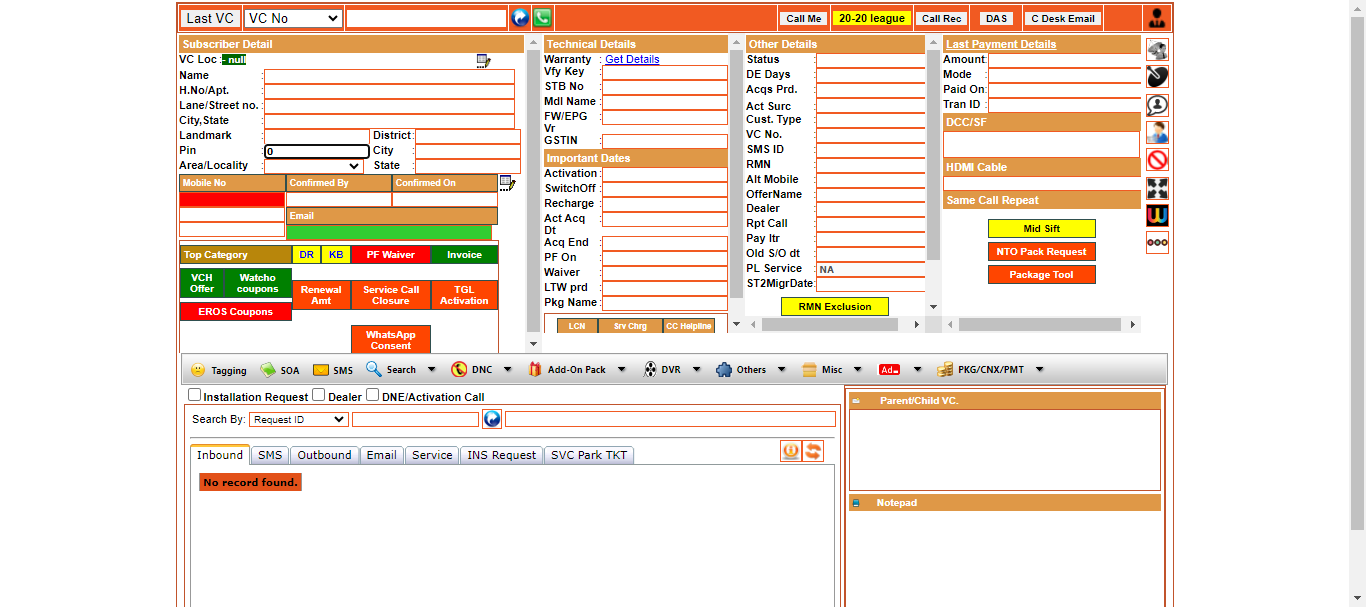 Last VC VC No Call Me 20-20 league Call Rec DAS C Desk Email
Subscriber Detail
VC Loc :- null
Name :
H.No/Apt. :
Lane/Street no. :
City,State :
Landmark : District :
Pin : 0 City :
Area/Locality : State :
Mobile No Confirmed By Confirmed On
Email
Top Category DR KB PF Waiver Invoice
VCH Offer Watcho coupons Renewal Amt Service Call Closure TGL Activation
EROS Coupons
WhatsApp Consent
Technical Details
Warranty : Get Details
Vfy Key :
STB No :
Mdl Name :
FW/EPG Vr :
GSTIN :
Important Dates
Activation :
SwitchOff :
Recharge :
Act Acq Dt :
Acq End :
PF On :
Waiver :
LTW prd :
Pkg Name :
LCN Srv Chrg CC Helpline
Other Details
Status :
DE Days :
Acqs Prd. :
Act Surc :
Cust. Type :
VC No. :
SMS ID :
RMN :
Alt Mobile :
OfferName :
Dealer :
Rpt Call :
Pay Itr :
Old S/O dt :
PL Service : NA
ST2MigrDate:
RMN Exclusion
Last Payment Details
Amount:
Mode :
Paid On:
Tran ID :
DCC/SF
HDMI Cable
Same Call Repeat
Mid Sift
NTO Pack Request
Package Tool
Tagging SOA SMS Search DNC Add-On Pack DVR Others Misc Ad PKG/CNX/PMT
Installation Request Dealer DNE/Activation Call
Search By: Request ID
Inbound SMS Outbound Email Service INS Request SVC Park TKT
No record found.
Parent/Child VC.
Notepad